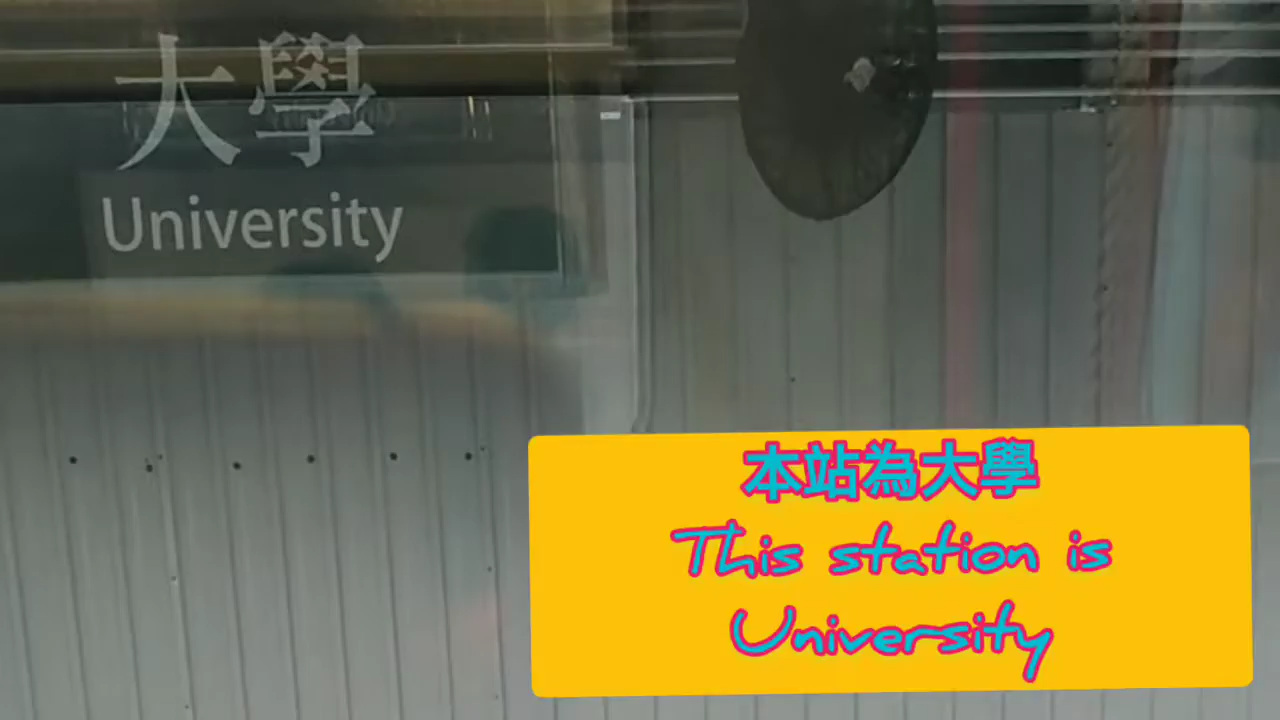 大學
University
本站為大學
This station is
University